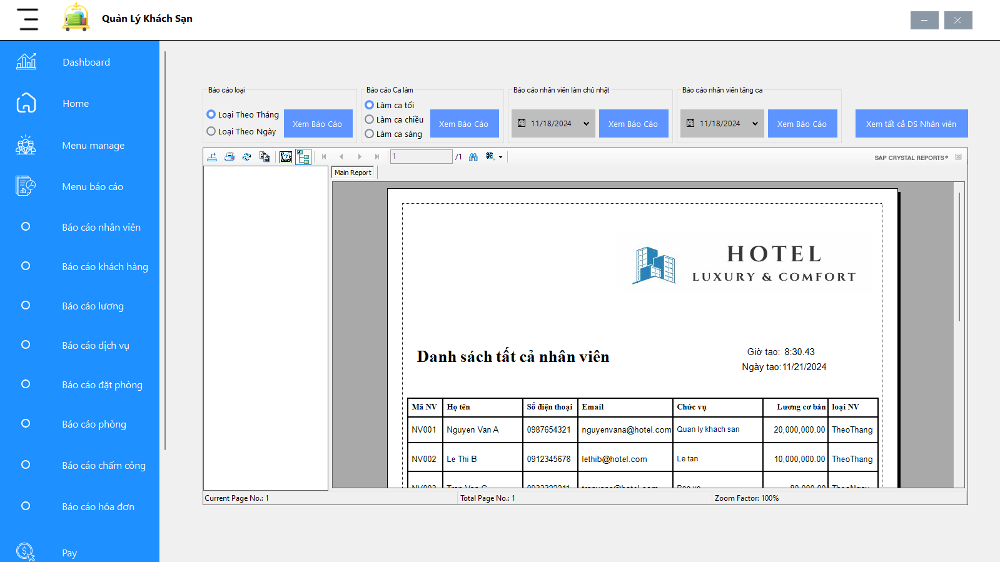 Quản Lý Khách Sạn
Dashboard
Home
Menu manage
Menu báo cáo
Báo cáo nhân viên
Báo cáo khách hàng
Báo cáo lương
Báo cáo dịch vụ
Báo cáo đặt phòng
Báo cáo phòng
Báo cáo chấm công
Báo cáo hóa đơn
Pay
Báo cáo loại
Loại Theo Tháng
Loại Theo Ngày
Xem Báo Cáo
Báo cáo Ca làm
Làm ca tối
Làm ca chiều
Làm ca sáng
Xem Báo Cáo
Báo cáo nhân viên làm chủ nhật
11/18/2024
Xem Báo Cáo
Báo cáo nhân viên tăng ca
11/18/2024
Xem Báo Cáo
Xem tất cả DS Nhân viên
1 /1
SAP CRYSTAL REPORTS®
Main Report
HOTEL
LUXURY & COMFORT
Danh sách tất cả nhân viên
Giờ tạo: 8:30.43
Ngày tạo: 11/21/2024
Mã NV Họ tên Số điện thoại Email Chức vụ Lương cơ bản loại NV
NV001 Nguyen Van A 0987654321 nguyenvana@hotel.com Quan ly khach san 20,000,000.00 TheoThang
NV002 Le Thi B 0912345678 lethib@hotel.com Le tan 10,000,000.00 TheoThang
Current Page No.: 1 Total Page No.: 1 Zoom Factor: 100%